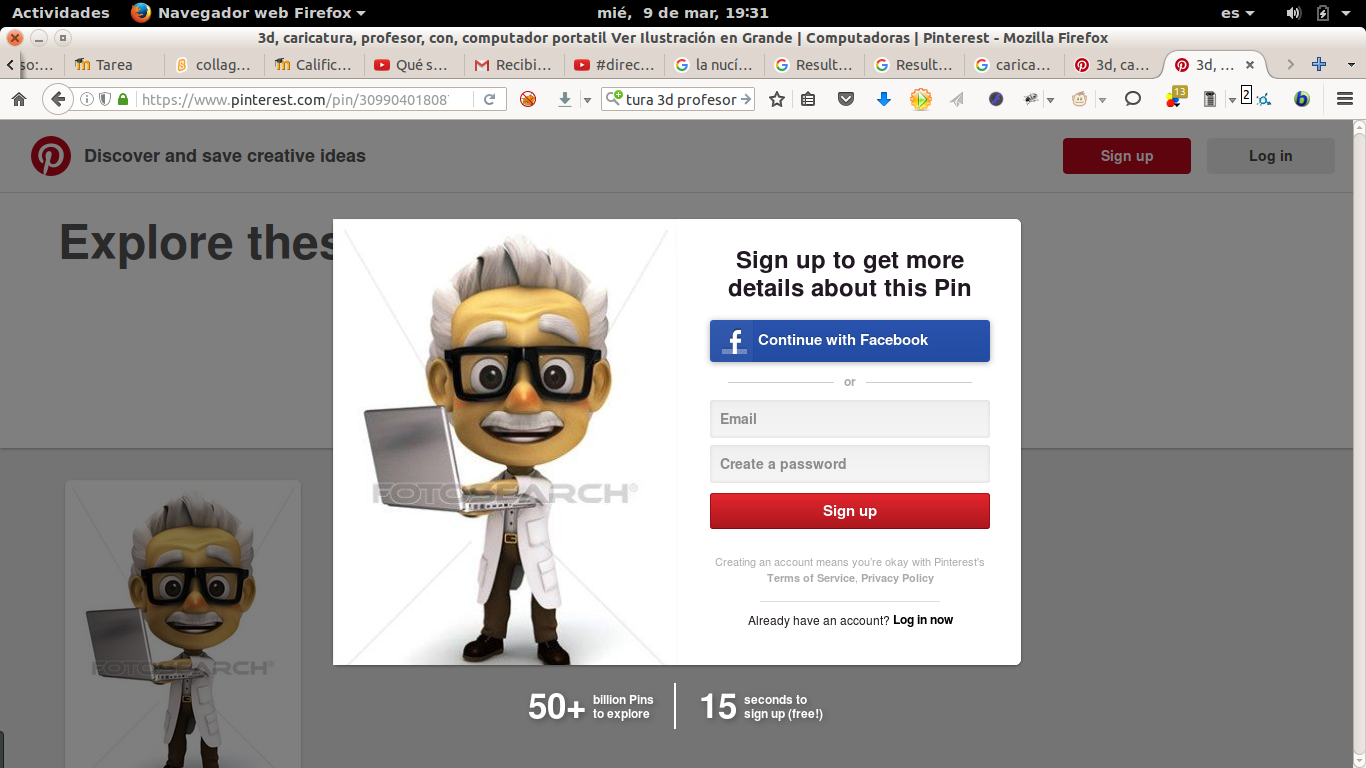 Actividades Navegador web Firefox mié, 9 de mar, 19:31 es
3d, caricatura, profesor, con, computador portatil Ver Ilustración en Grande | Computadoras | Pinterest - Mozilla Firefox
so:... Tarea collag... Calific... Qué s... Recibi... #direc... la nucí... Result... Result... carica... 3d, ca... 3d, ...
https://www.pinterest.com/pin/30990401808 tura 3d profesor 13 2
Discover and save creative ideas
Sign up
Log in
Explore thes
Sign up to get more
details about this Pin
Continue with Facebook
or
Email
Create a password
Sign up
Creating an account means you're okay with Pinterest's
Terms of Service, Privacy Policy
Already have an account? Log in now
FOTOSEARCH®
FOTOSEARCH®
50+ billion Pins
to explore
15 seconds to
sign up (free!)